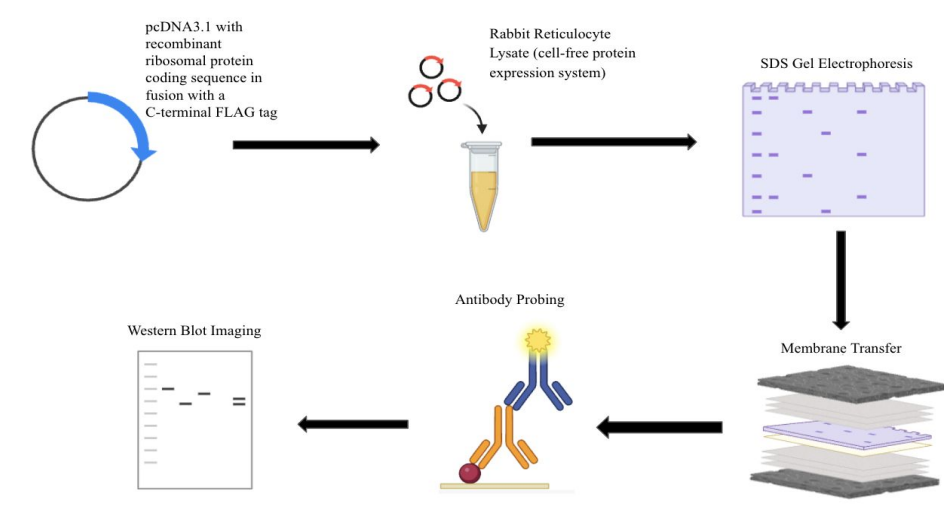 pcDNA3.1 with
recombinant
ribosomal protein
coding sequence in
fusion with a
C-terminal FLAG tag
Rabbit Reticulocyte
Lysate (cell-free protein
expression system)
SDS Gel Electrophoresis
Membrane Transfer
Antibody Probing
Western Blot Imaging